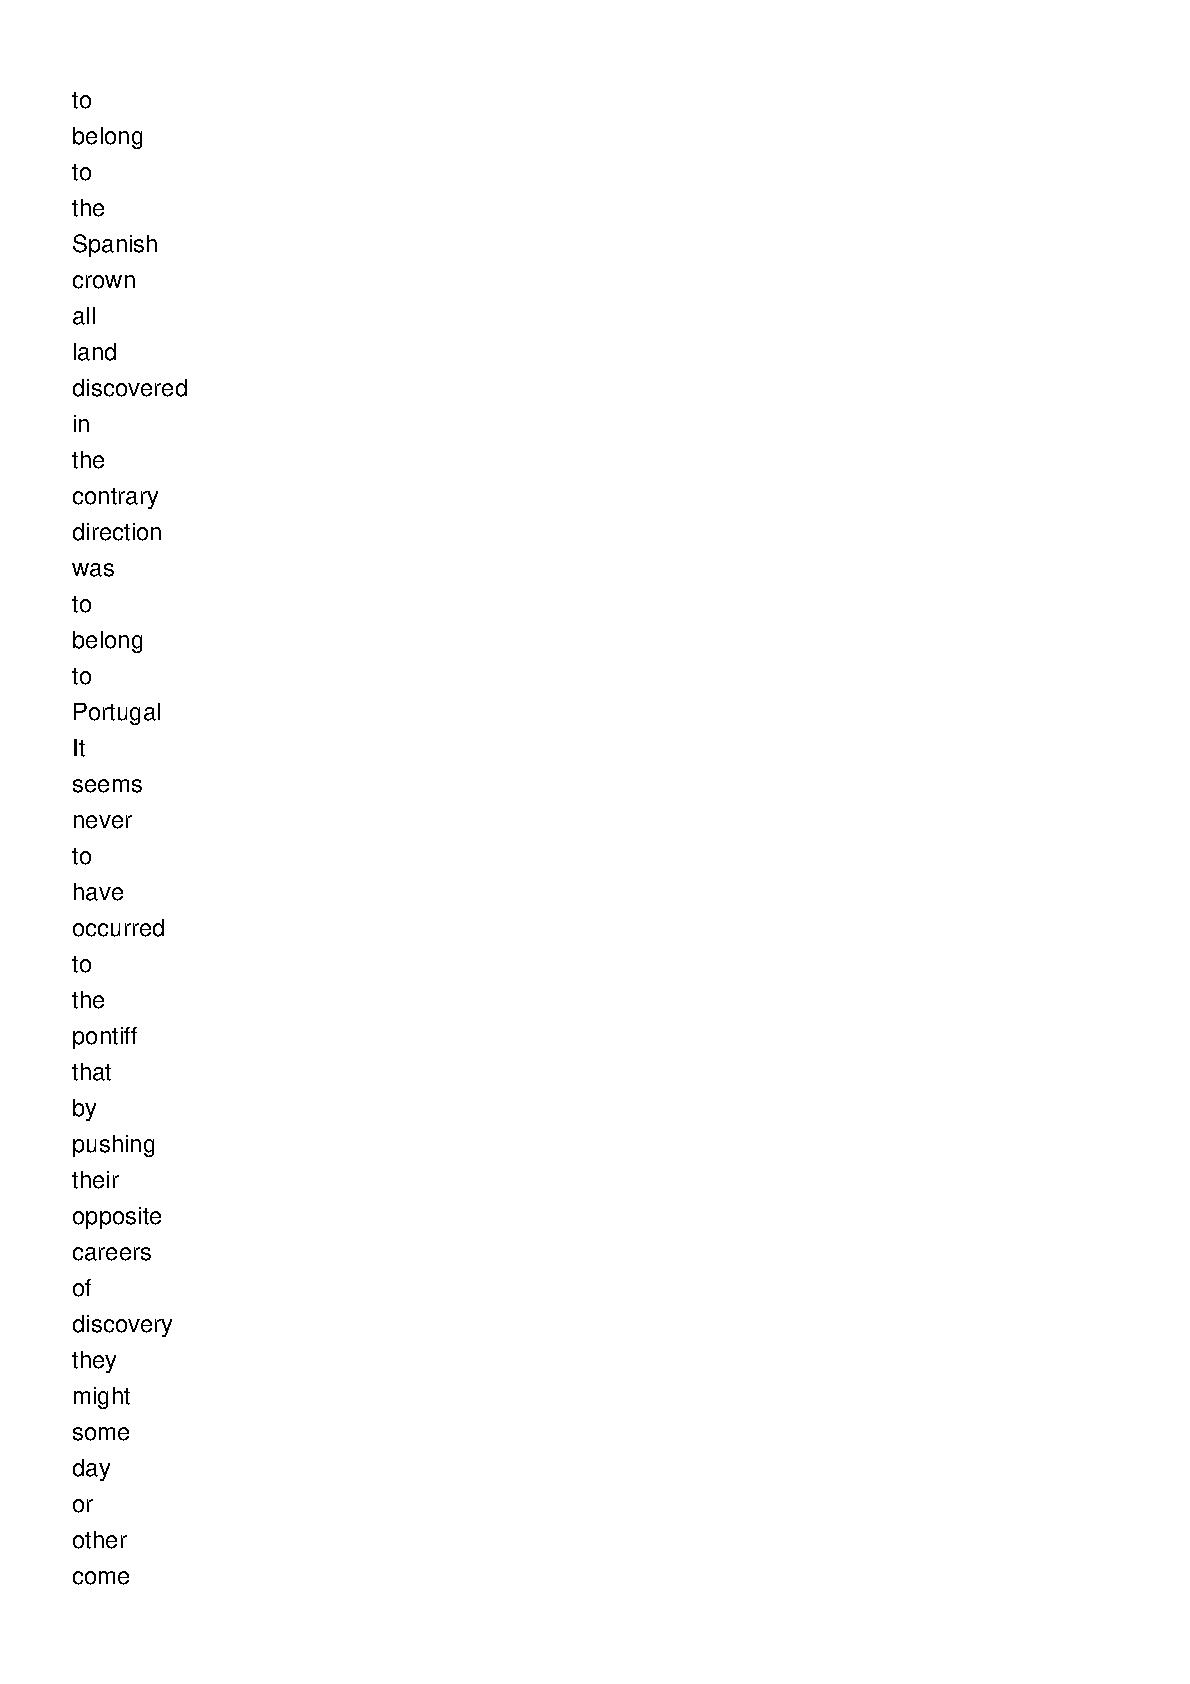 to
belong
to
the
Spanish
crown
all
land
discovered
in
the
contrary
direction
was
to
belong
to
Portugal
It
seems
never
to
have
occurred
to
the
pontiff
that
by
pushing
their
opposite
careers
of
discovery
they
might
some
day
or
other
come